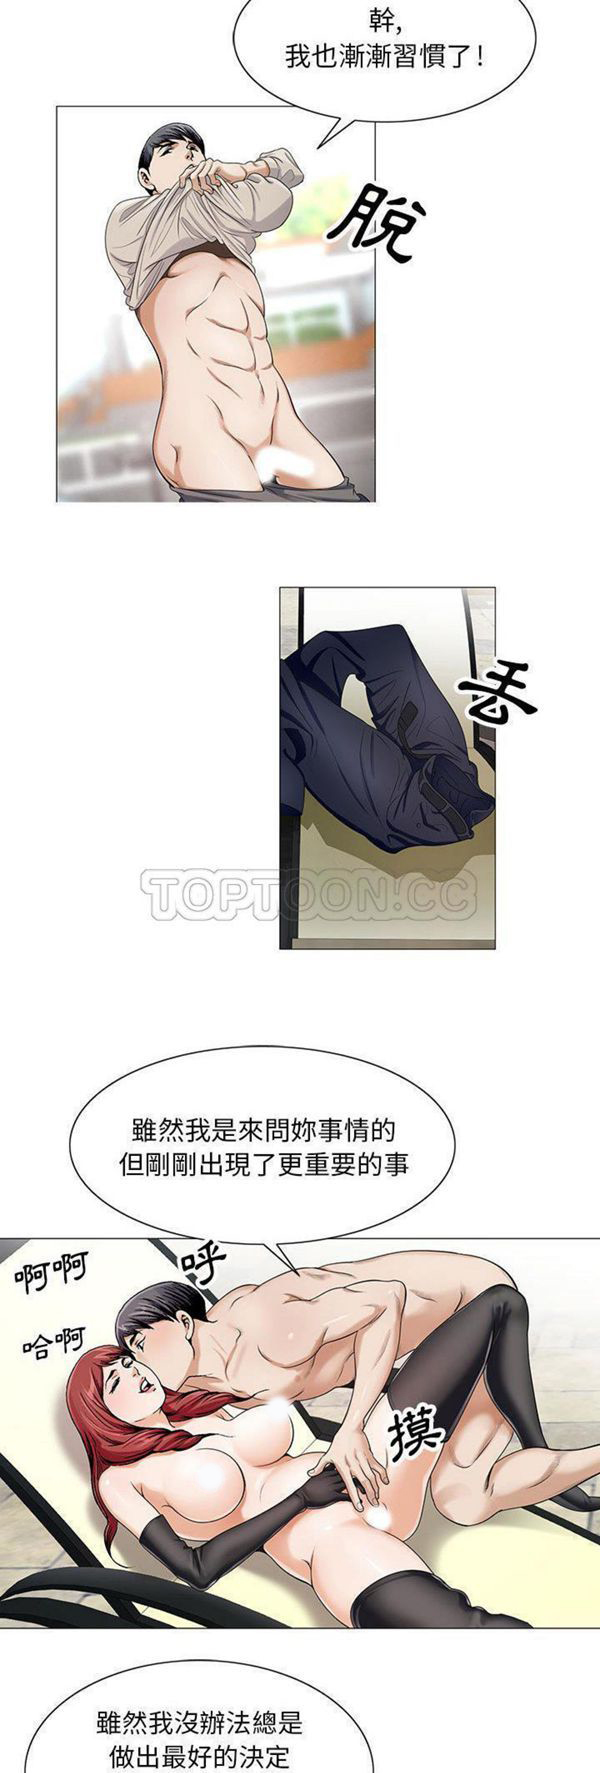 幹,
我也漸漸習慣了!
脫
丟
TOPTOON.CC
雖然我是來問妳事情的
但剛剛出現了更重要的事
呼
啊啊
哈啊
摸
雖然我沒辦法總是
做出最好的決定